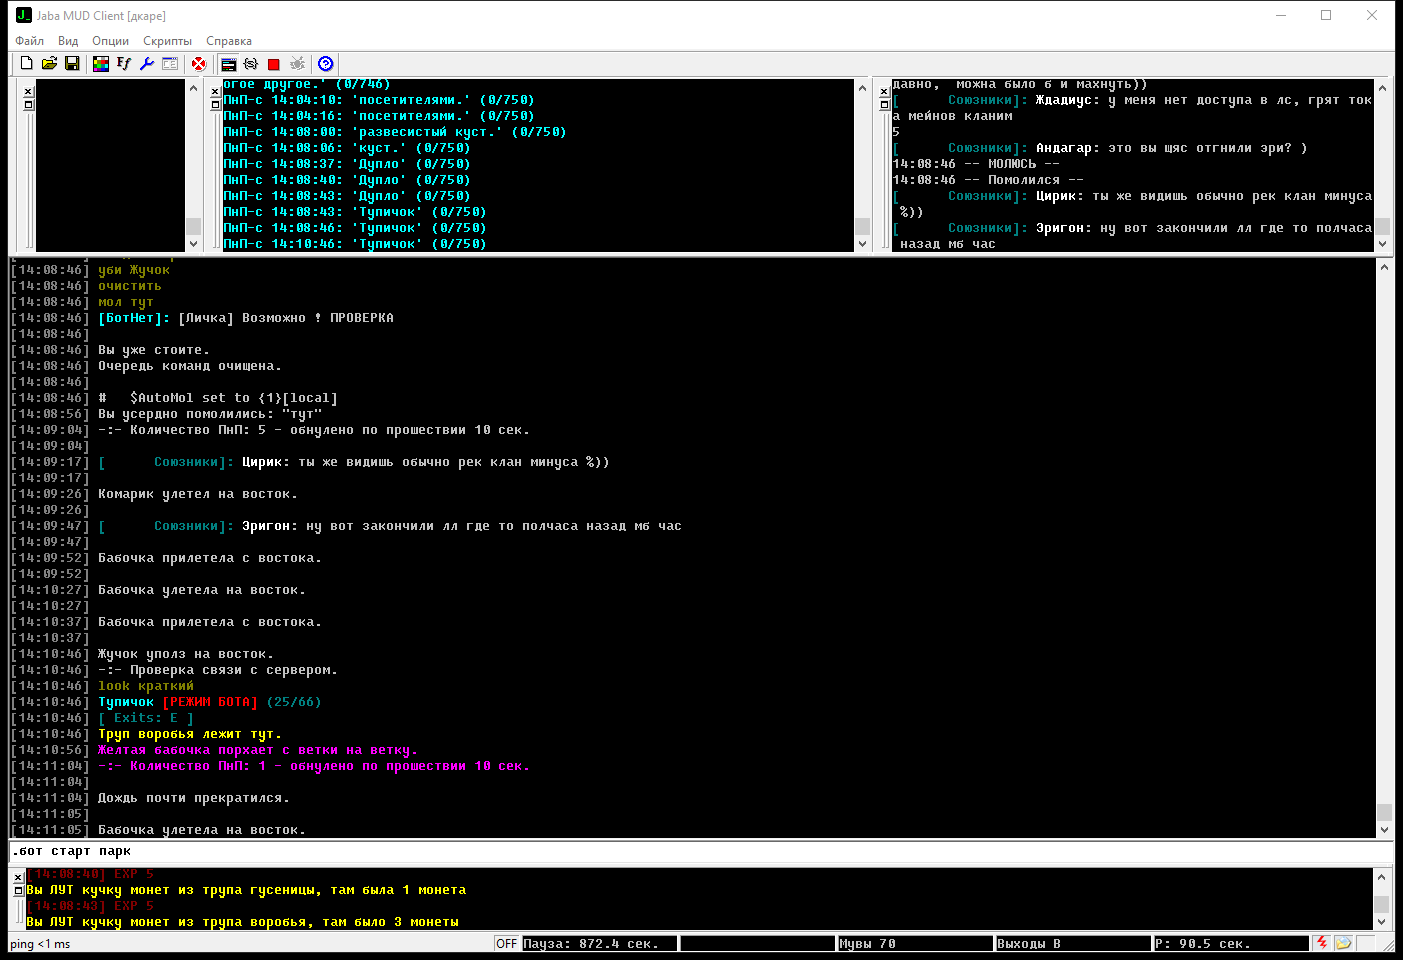 Jaba MUD Client [дкаре]
Файл Вид Опции Скрипты Справка
огое другое.' (0/746)
ПнП-с 14:04:10: 'посетителями.' (0/750)
ПнП-с 14:04:16: 'посетителями.' (0/750)
ПнП-с 14:08:00: 'развесистый куст.' (0/750)
ПнП-с 14:08:06: 'куст.' (0/750)
ПнП-с 14:08:37: 'Дупло' (0/750)
ПнП-с 14:08:40: 'Дупло' (0/750)
ПнП-с 14:08:43: 'Дупло' (0/750)
ПнП-с 14:08:43: 'Тупичок' (0/750)
ПнП-с 14:08:46: 'Тупичок' (0/750)
ПнП-с 14:10:46: 'Тупичок' (0/750)
давно, можна было б и махнуть))
[ Союзники]: Ждадиус: у меня нет доступа в лс, грят ток
а мейнов кланим
5
[ Союзники]: Андагар: это вы щяс отгнили эри? )
14:08:46 -- МОЛЮСЬ --
14:08:46 -- Помолился --
[ Союзники]: Цирик: ты же видишь обычно рек клан минуса
%))
[ Союзники]: Эригон: ну вот закончили лл где то полчаса
назад мб час
[14:08:46] уби Жучок
[14:08:46] очистить
[14:08:46] мол тут
[14:08:46] [БотНет]: [Личка] Возможно ! ПРОВЕРКА
[14:08:46]
[14:08:46] Вы уже стоите.
[14:08:46] Очередь команд очищена.
[14:08:46]
[14:08:46] # $AutoMol set to {1}[local]
[14:08:56] Вы усердно помолились: "тут"
[14:09:04] -:- Количество ПнП: 5 - обнулено по прошествии 10 сек.
[14:09:04]
[14:09:17] [ Союзники]: Цирик: ты же видишь обычно рек клан минуса %))
[14:09:17]
[14:09:26] Комарик улетел на восток.
[14:09:26]
[14:09:47] [ Союзники]: Эригон: ну вот закончили лл где то полчаса назад мб час
[14:09:47]
[14:09:52] Бабочка прилетела с востока.
[14:09:52]
[14:10:27] Бабочка улетела на восток.
[14:10:27]
[14:10:37] Бабочка прилетела с востока.
[14:10:37]
[14:10:46] Жучок уполз на восток.
[14:10:46] -:- Проверка связи с сервером.
[14:10:46] look краткий
[14:10:46] Тупичок [РЕЖИМ БОТА] (25/66)
[14:10:46] [ Exits: E ]
[14:10:46] Труп воробья лежит тут.
[14:10:56] Желтая бабочка порхает с ветки на ветку.
[14:11:04] -:- Количество ПнП: 1 - обнулено по прошествии 10 сек.
[14:11:04]
[14:11:04] Дождь почти прекратился.
[14:11:05]
[14:11:05] Бабочка улетела на восток.
.бот старт парк
[14:08:40] EXP 5
Вы ЛУТ кучку монет из трупа гусеницы, там была 1 монета
[14:08:43] EXP 5
Вы ЛУТ кучку монет из трупа воробья, там было 3 монеты
ping <1 ms OFF Пауза: 872.4 сек. Мувы 70 Выходы В Р: 90.5 сек.